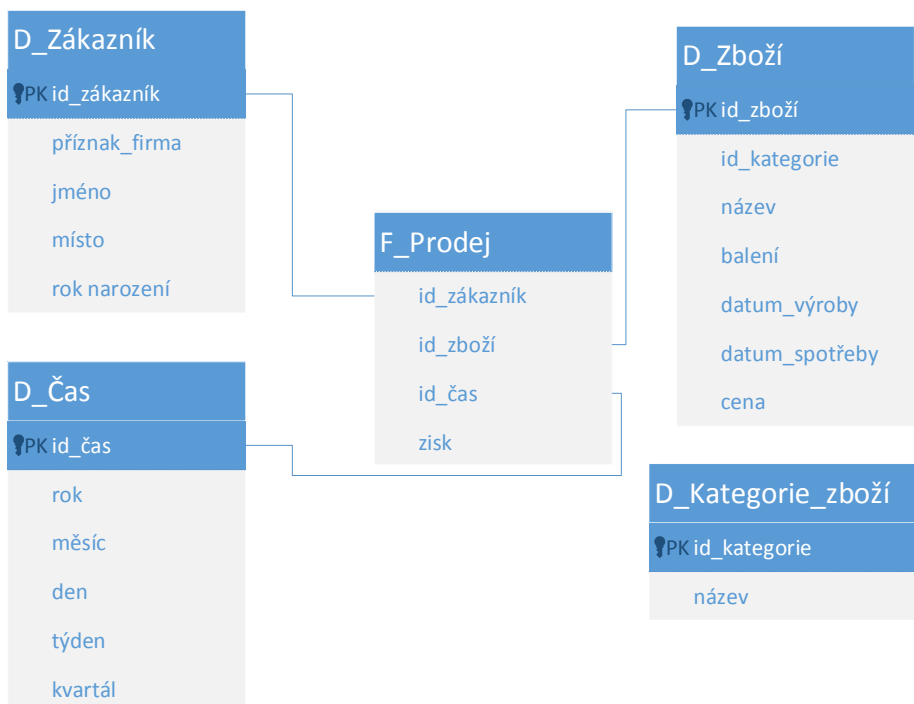 D_Zákazník
PK id_zákazník
příznak_firma
jméno
místo
rok narození
D_Čas
PK id_čas
rok
měsíc
den
týden
kvartál
F_Prodej
id_zákazník
id_zboží
id_čas
zisk
D_Zboží
PK id_zboží
id_kategorie
název
balení
datum_výroby
datum_spotřeby
cena
D_Kategorie_zboží
PK id_kategorie
název